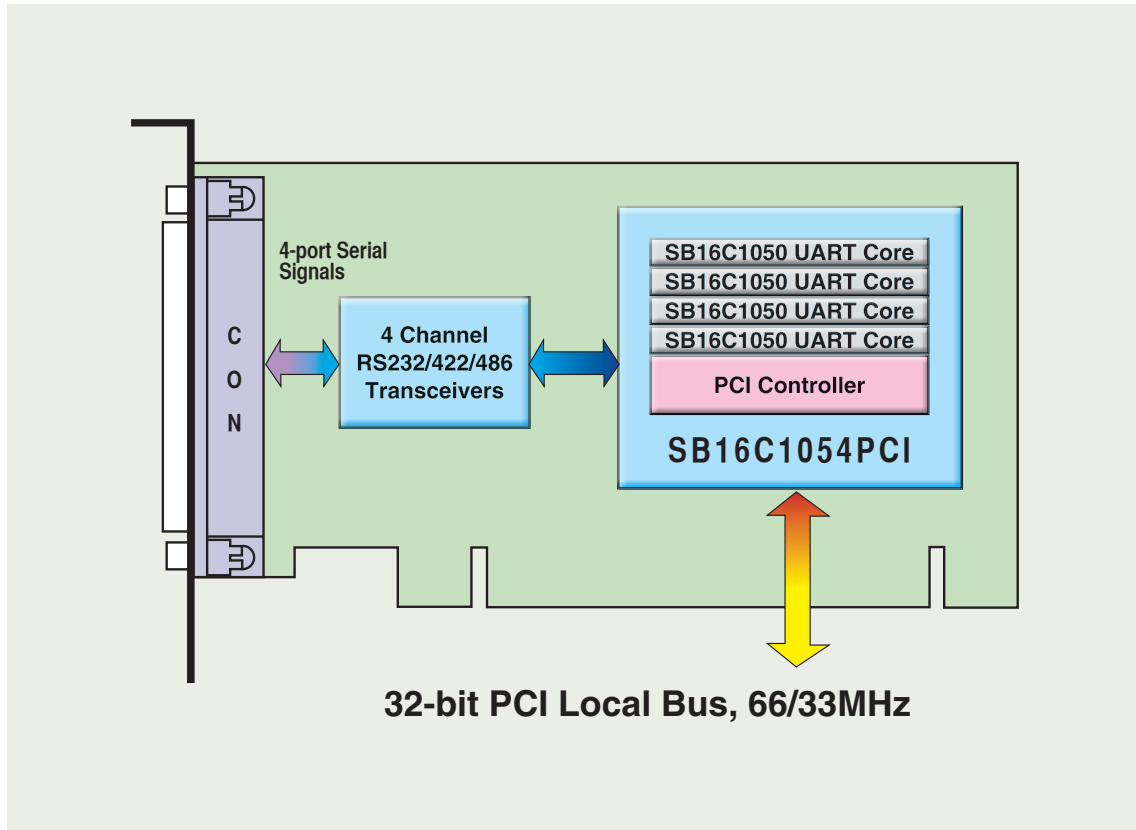 4-port Serial
Signals
C
O
N
4 Channel
RS232/422/486
Transceivers
SB16C1050 UART Core
SB16C1050 UART Core
SB16C1050 UART Core
SB16C1050 UART Core
PCI Controller
SB16C1054PCI
32-bit PCI Local Bus, 66/33MHz